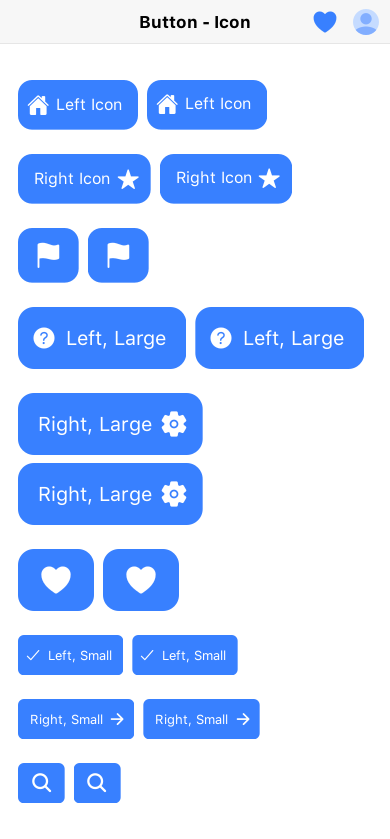 Button - Icon
Left Icon Left Icon
Right Icon Right Icon
Left, Large Left, Large
Right, Large
Right, Large
Left, Small Left, Small
Right, Small Right, Small